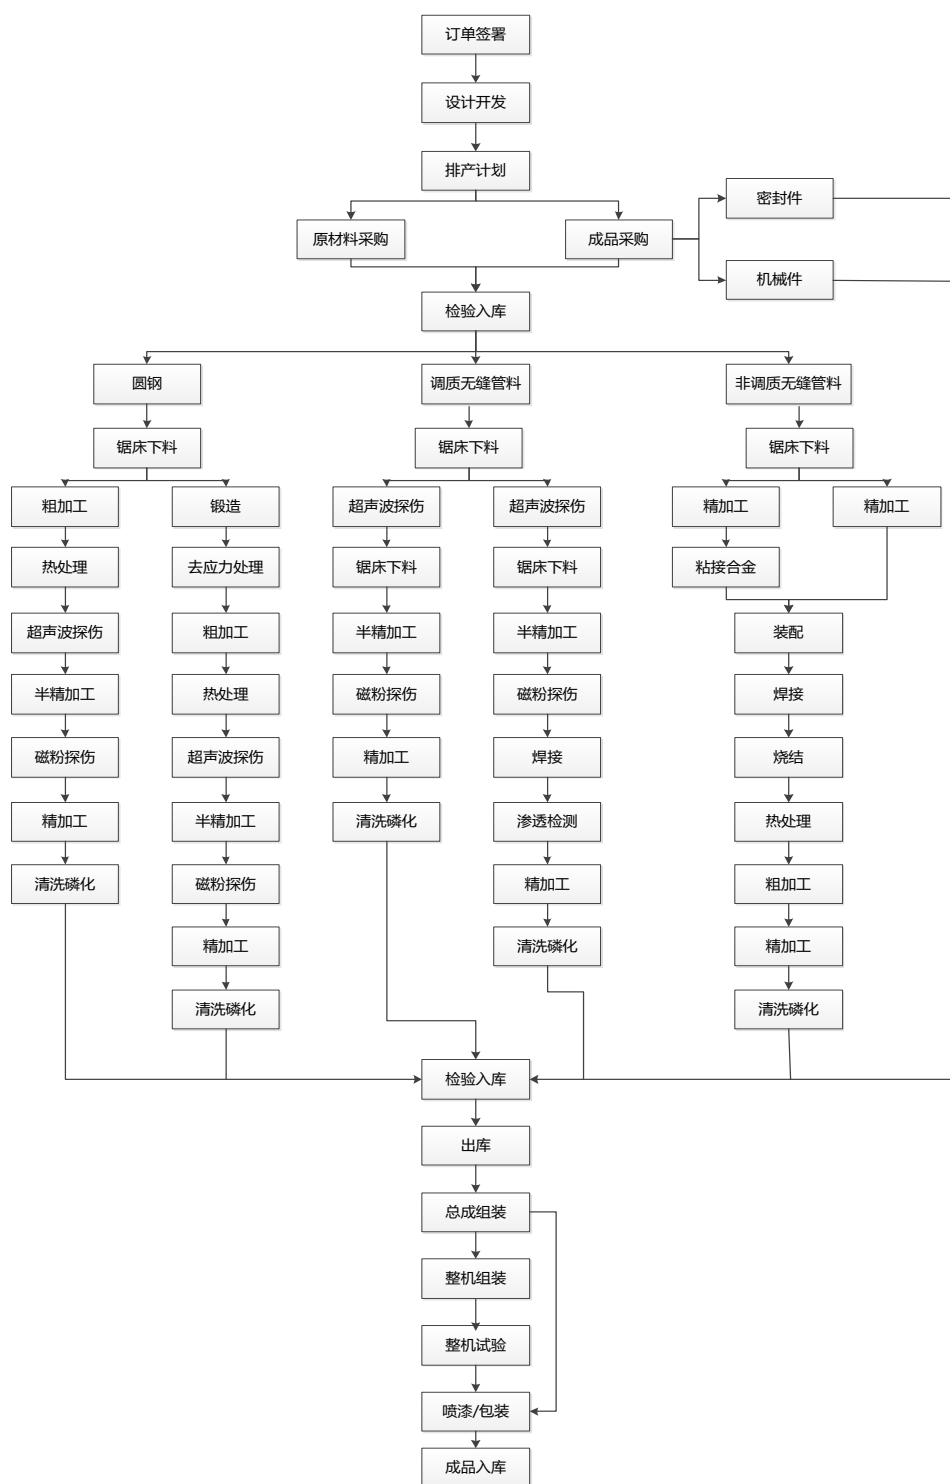 订单签署
设计开发
排产计划
密封件
原材料采购
成品采购
机械件
检验入库
圆钢
调质无缝管料
非调质无缝管料
锯床下料
锯床下料
锯床下料
粗加工
锻造
超声波探伤
超声波探伤
精加工
精加工
热处理
去应力处理
锯床下料
锯床下料
粘接合金
超声波探伤
粗加工
半精加工
半精加工
装配
半精加工
热处理
磁粉探伤
磁粉探伤
焊接
磁粉探伤
超声波探伤
精加工
焊接
烧结
精加工
半精加工
清洗磷化
渗透检测
热处理
清洗磷化
磁粉探伤
精加工
粗加工
精加工
清洗磷化
精加工
清洗磷化
清洗磷化
检验入库
出库
总成组装
整机组装
整机试验
喷漆/包装
成品入库